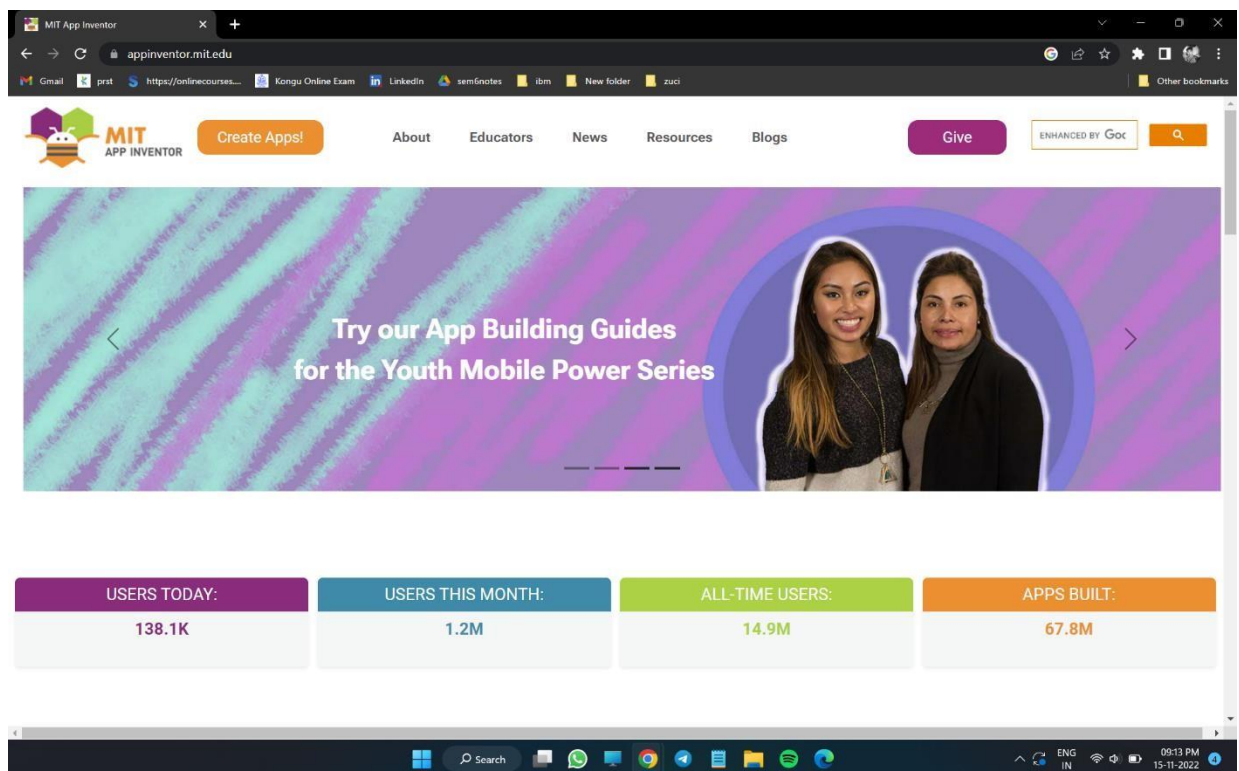 MIT App Inventor
appinventor.mit.edu
Gmail prst https://onlinecourses.... Kongu Online Exam LinkedIn sem6notes ibm New folder zuci Other bookmarks
MIT
APP INVENTOR
Create Apps! About Educators News Resources Blogs Give ENHANCED BY Goo
Try our App Building Guides
for the Youth Mobile Power Series
USERS TODAY: USERS THIS MONTH: ALL-TIME USERS: APPS BUILT:
138.1K 1.2M 14.9M 67.8M
Search ENG 09:13 PM
IN 15-11-2022 4